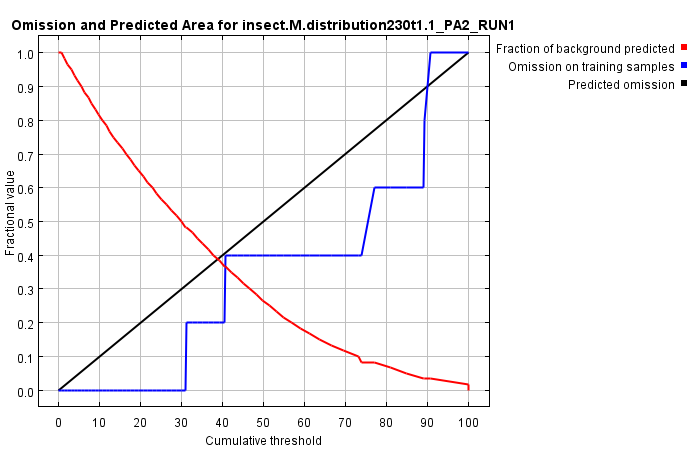 Omission and Predicted Area for insect.M.distribution230t1.1_PA2_RUN1
Fraction of background predicted
Omission on training samples
Predicted omission
Fractional value
1.0
0.9
0.8
0.7
0.6
0.5
0.4
0.3
0.2
0.1
0.0
0 10 20 30 40 50 60 70 80 90 100
Cumulative threshold